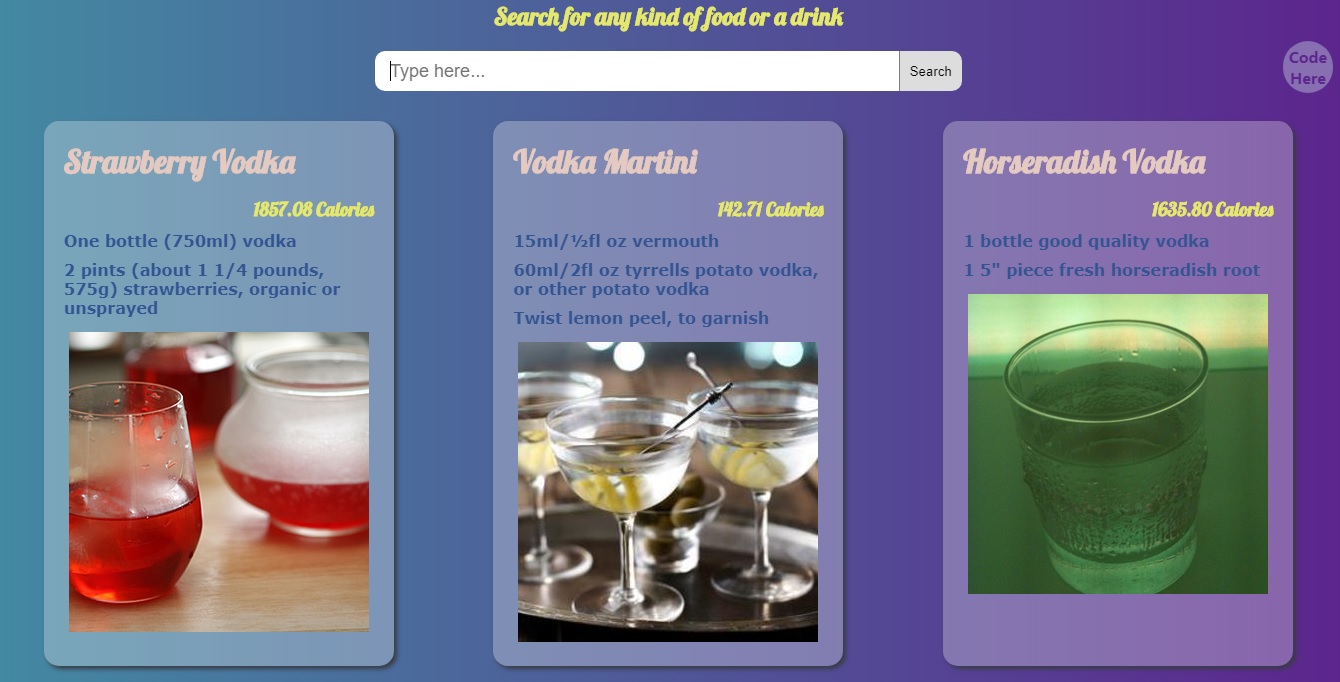 Search for any kind of food or a drink
Type here...
Search
Code
Here
Strawberry Vodka
1857.08 Calories
One bottle (750ml) vodka
2 pints (about 1 1/4 pounds,
575g) strawberries, organic or
unsprayed
Vodka Martini
142.71 Calories
15ml/½fl oz vermouth
60ml/2fl oz tyrrells potato vodka,
or other potato vodka
Twist lemon peel, to garnish
Horseradish Vodka
1635.80 Calories
1 bottle good quality vodka
1 5" piece fresh horseradish root